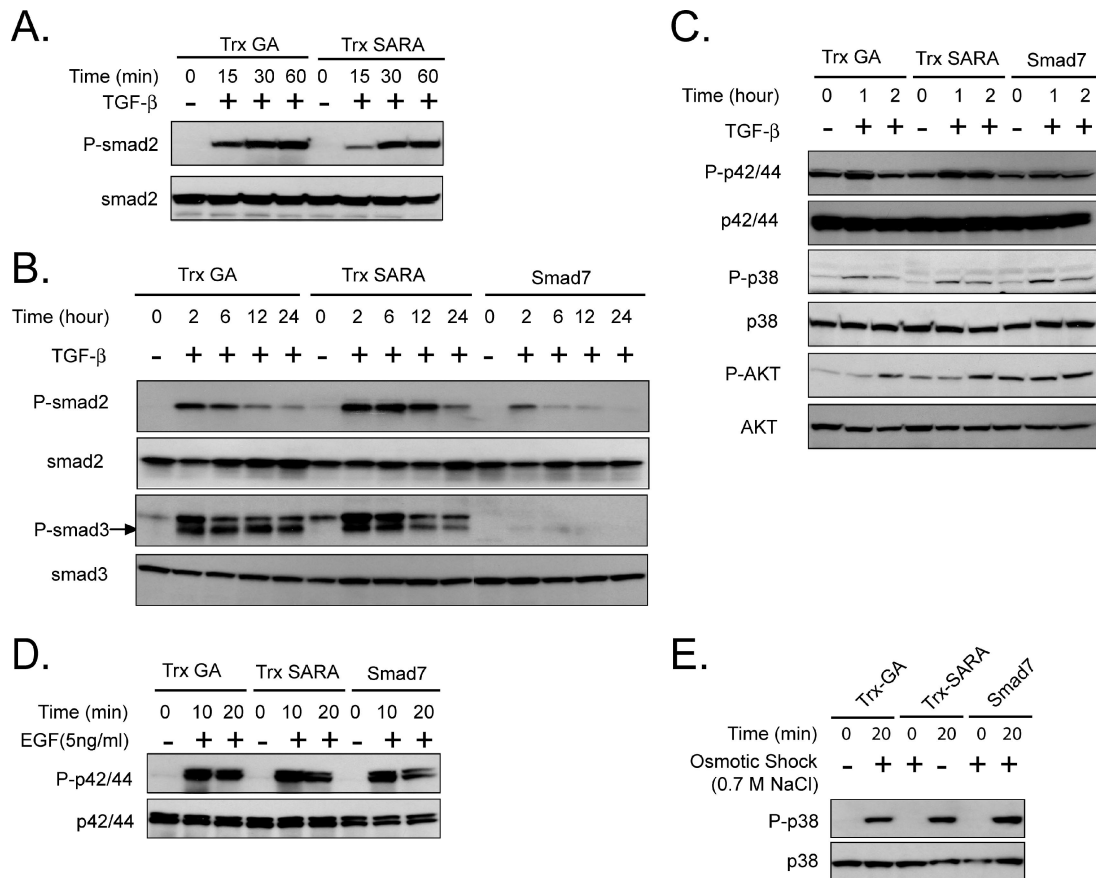 A.
Trx GA Trx SARA
Time (min) 0 15 30 60 0 15 30 60
TGF-β - + + + - + + +
P-smad2
smad2
B.
Trx GA Trx SARA Smad7
Time (hour) 0 2 6 12 24 0 2 6 12 24 0 2 6 12 24
TGF-β - + + + + - + + + + - + + + +
P-smad2
smad2
P-smad3
smad3
C.
Trx GA Trx SARA Smad7
Time (hour) 0 1 2 0 1 2 0 1 2
TGF-β - + + - + + - + +
P-p42/44
p42/44
P-p38
p38
P-AKT
AKT
D.
Trx GA Trx SARA Smad7
Time (min) 0 10 20 0 10 20 0 10 20
EGF(5ng/ml) - + + - + + - + +
P-p42/44
p42/44
E.
Trx-GA Trx-SARA Smad7
Time (min) 0 20 0 20 0 20
Osmotic Shock - + + - + +
(0.7 M NaCl)
P-p38
p38